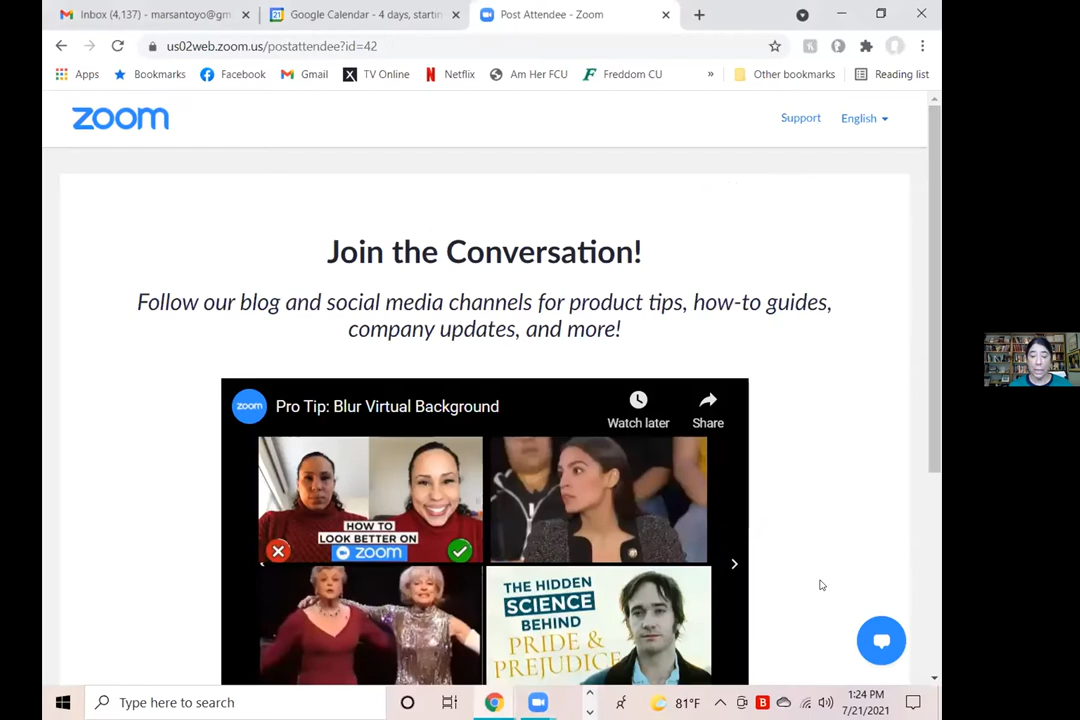 Inbox (4,137) - marsantoyo@gm
Google Calendar - 4 days, startin
Post Attendee - Zoom
us02web.zoom.us/postattendee?id=42
Apps
Bookmarks
Facebook
Gmail
TV Online
Netflix
Am Her FCU
Freddom CU
»
Other bookmarks
Reading list
zoom
Support
English
Join the Conversation!
Follow our blog and social media channels for product tips, how-to guides,
company updates, and more!
zoom
Pro Tip: Blur Virtual Background
Watch later
Share
HOW TO
LOOK BETTER ON
zoom
THE HIDDEN
SCIENCE
BEHIND
PRIDE &
PREJUDICE
Type here to search
81°F
1:24 PM
7/21/2021